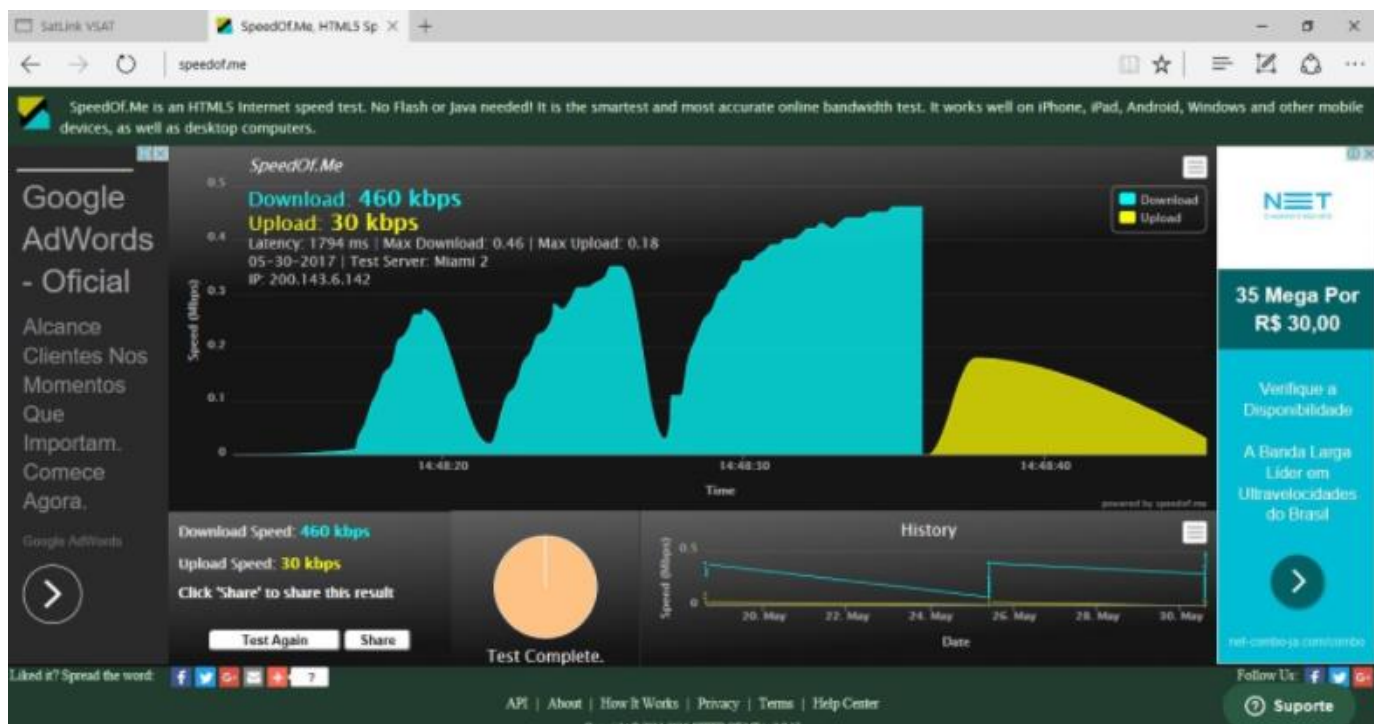 SatLink VSAT
SpeedOf.Me, HTML5 Sp
speedof.me
SpeedOf.Me is an HTML5 Internet speed test. No Flash or Java needed! It is the smartest and most accurate online bandwidth test. It works well on iPhone, iPad, Android, Windows and other mobile
devices, as well as desktop computers.
Google
AdWords
- Oficial
Alcance
Clientes Nos
Momentos
Que
Importam.
Comece
Agora.
Google AdWords
SpeedOf.Me
Download: 460 kbps
Upload: 30 kbps
Latency: 1794 ms | Max Download: 0.46 | Max Upload: 0.18
05-30-2017 | Test Server: Miami 2
IP: 200.143.6.142
Download
Upload
Speed (Mbps)
0.5
0.4
0.3
0.2
0.1
0
14:48:20
14:48:30
14:48:40
Time
powered by speedof.me
NET
35 Mega Por
R$ 30,00
Verifique a
Disponibilidade
A Banda Larga
Líder em
Ultravelocidades
do Brasil
net-combo-ja.com/combo
Download Speed: 460 kbps
Upload Speed: 30 kbps
Click 'Share' to share this result
Test Again
Share
Test Complete.
History
Speed (Mbps)
0.5
0
20. May
22. May
24. May
26. May
28. May
30. May
Date
Liked it? Spread the word:
?
Follow Us:
API | About | How It Works | Privacy | Terms | Help Center
Suporte